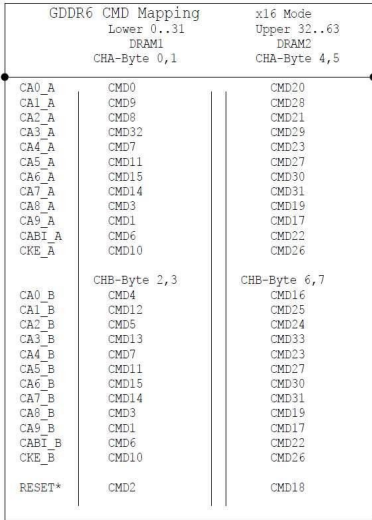 GDDR6 CMD Mapping x16 Mode
Lower 0..31 Upper 32..63
DRAM1 DRAM2
CHA-Byte 0,1 CHA-Byte 4,5
CA0_A CMD0 CMD20
CA1_A CMD9 CMD28
CA2_A CMD8 CMD21
CA3_A CMD32 CMD29
CA4_A CMD7 CMD23
CA5_A CMD11 CMD27
CA6_A CMD15 CMD30
CA7_A CMD14 CMD31
CA8_A CMD3 CMD19
CA9_A CMD1 CMD17
CABI_A CMD6 CMD22
CKE_A CMD10 CMD26
CHB-Byte 2,3 CHB-Byte 6,7
CA0_B CMD4 CMD16
CA1_B CMD12 CMD25
CA2_B CMD5 CMD24
CA3_B CMD13 CMD33
CA4_B CMD7 CMD23
CA5_B CMD11 CMD27
CA6_B CMD15 CMD30
CA7_B CMD14 CMD31
CA8_B CMD3 CMD19
CA9_B CMD1 CMD17
CABI_B CMD6 CMD22
CKE_B CMD10 CMD26
RESET* CMD2 CMD18